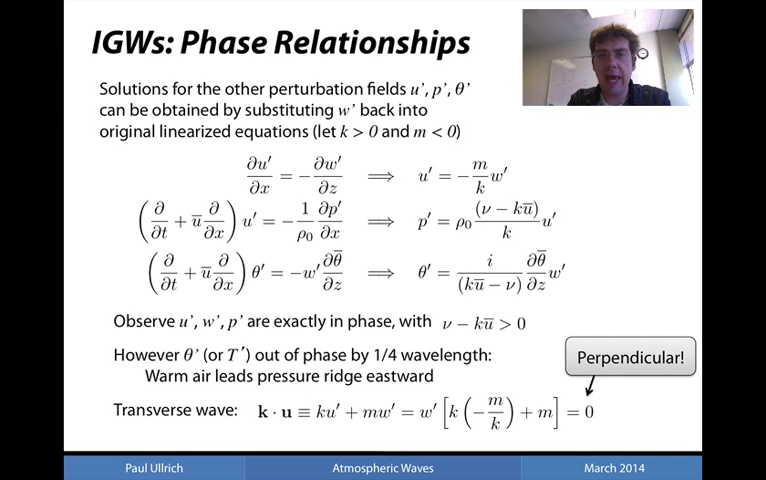 IGWs: Phase Relationships
Solutions for the other perturbation fields u’, p’, θ’
can be obtained by substituting w’ back into
original linearized equations (let k > 0 and m < 0)
∂u′/∂x = −∂w′/∂z ⟹ u′ = −(m/k)w′
(∂/∂t + u̅ ∂/∂x) u′ = −(1/ρ₀) ∂p′/∂x ⟹ p′ = ρ₀ ((ν − ku̅)/k) u′
(∂/∂t + u̅ ∂/∂x) θ′ = −w′ ∂θ̅/∂z ⟹ θ′ = (i/(ku̅ − ν)) (∂θ̅/∂z) w′
Observe u’, w’, p’ are exactly in phase, with ν − ku̅ > 0
However θ’ (or T’) out of phase by 1/4 wavelength:
Warm air leads pressure ridge eastward
Perpendicular!
Transverse wave: k · u ≡ ku′ + mw′ = w′ [k (−m/k) + m] = 0
Paul Ullrich
Atmospheric Waves
March 2014